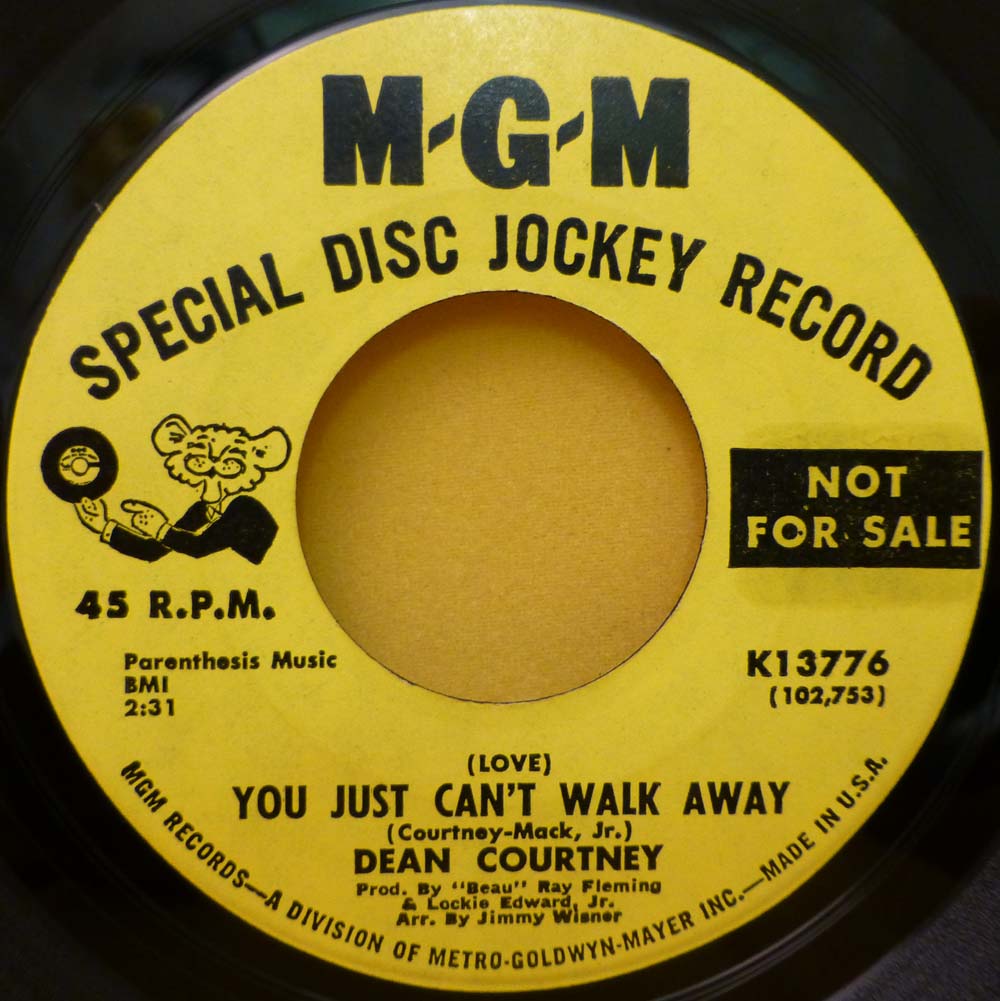 M-G-M
SPECIAL DISC JOCKEY RECORD
NOT
FOR SALE
45 R.P.M.
Parenthesis Music
BMI
2:31
K13776
(102,753)
(LOVE)
YOU JUST CAN'T WALK AWAY
(Courtney-Mack, Jr.)
DEAN COURTNEY
Prod. By "Beau" Ray Fleming
& Lockie Edward, Jr.
Arr. By Jimmy Wisner
MGM RECORDS—A DIVISION OF METRO-GOLDWYN-MAYER INC.—MADE IN U.S.A.